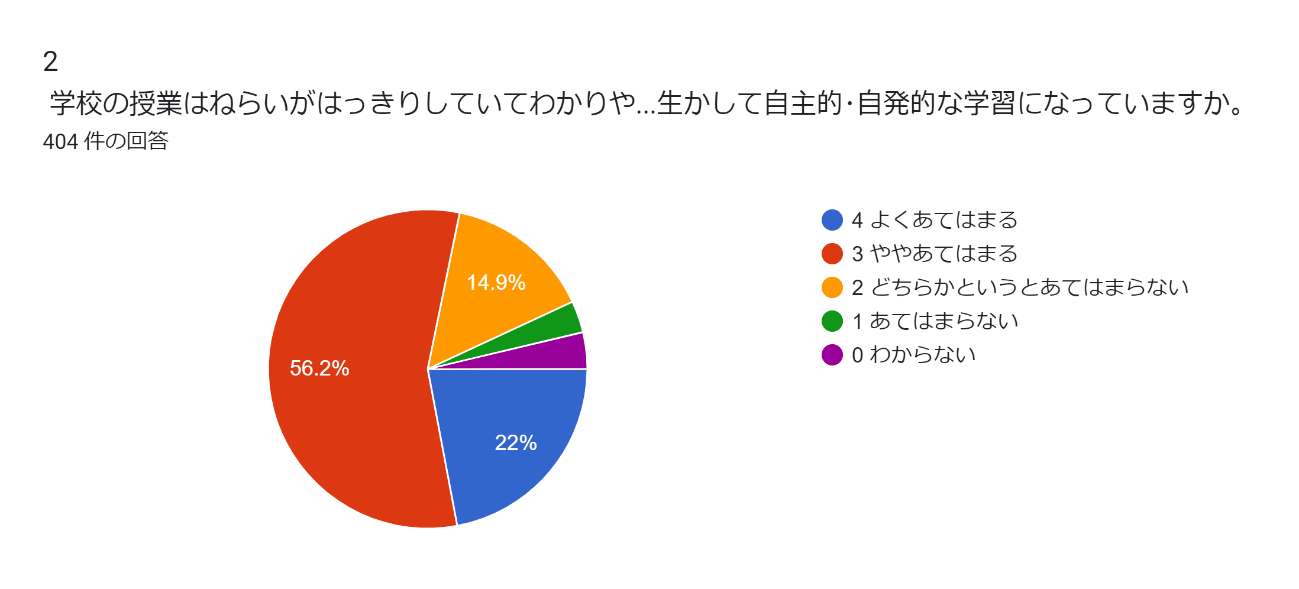 2
学校の授業はねらいがはっきりしていてわかりや...生かして自主的･自発的な学習になっていますか。
404 件の回答
4 よくあてはまる
3 ややあてはまる
2 どちらかというとあてはまらない
1 あてはまらない
0 わからない
14.9%
56.2%
22%